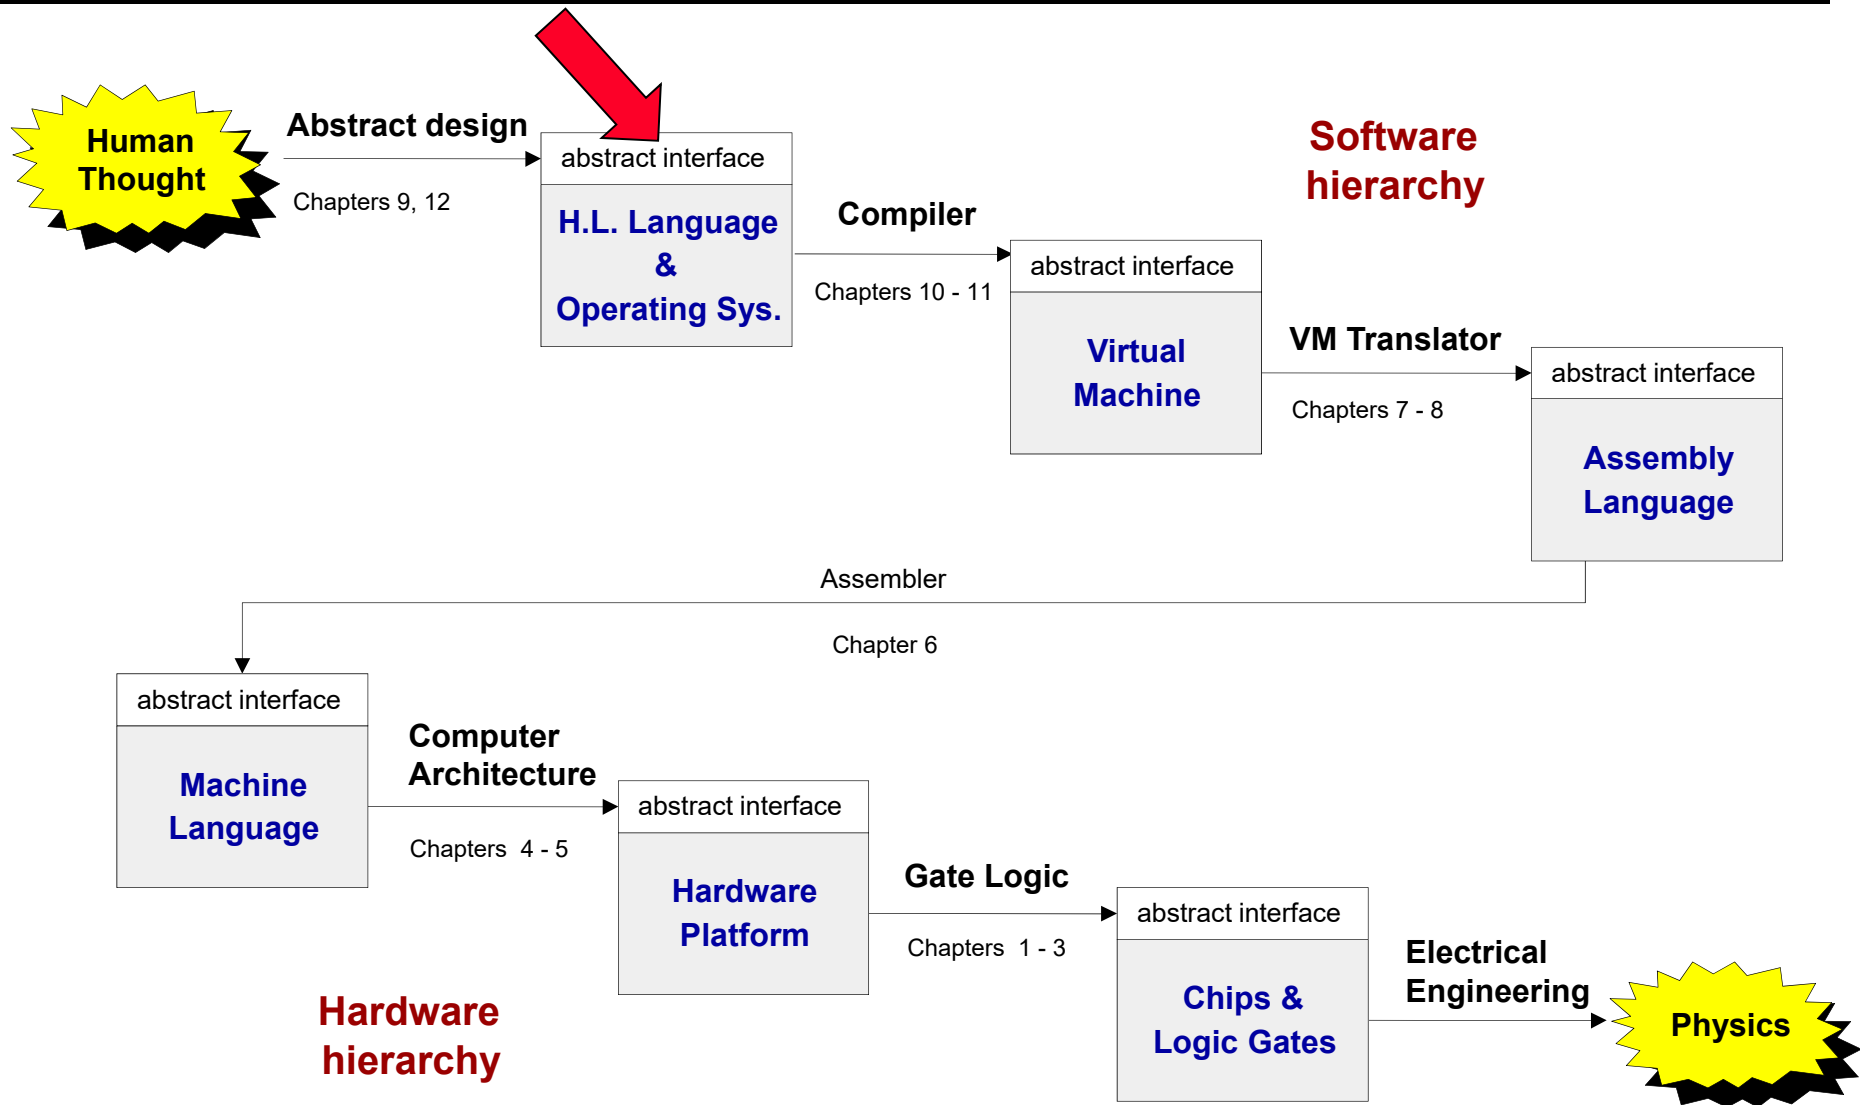 Human
Thought
Abstract design
Chapters 9, 12
abstract interface
H.L. Language
&
Operating Sys.
Software
hierarchy
Compiler
Chapters 10 - 11
abstract interface
Virtual
Machine
VM Translator
Chapters 7 - 8
abstract interface
Assembly
Language
Assembler
Chapter 6
abstract interface
Machine
Language
Computer
Architecture
Chapters 4 - 5
abstract interface
Hardware
Platform
Gate Logic
Chapters 1 - 3
abstract interface
Chips &
Logic Gates
Electrical
Engineering
Physics
Hardware
hierarchy